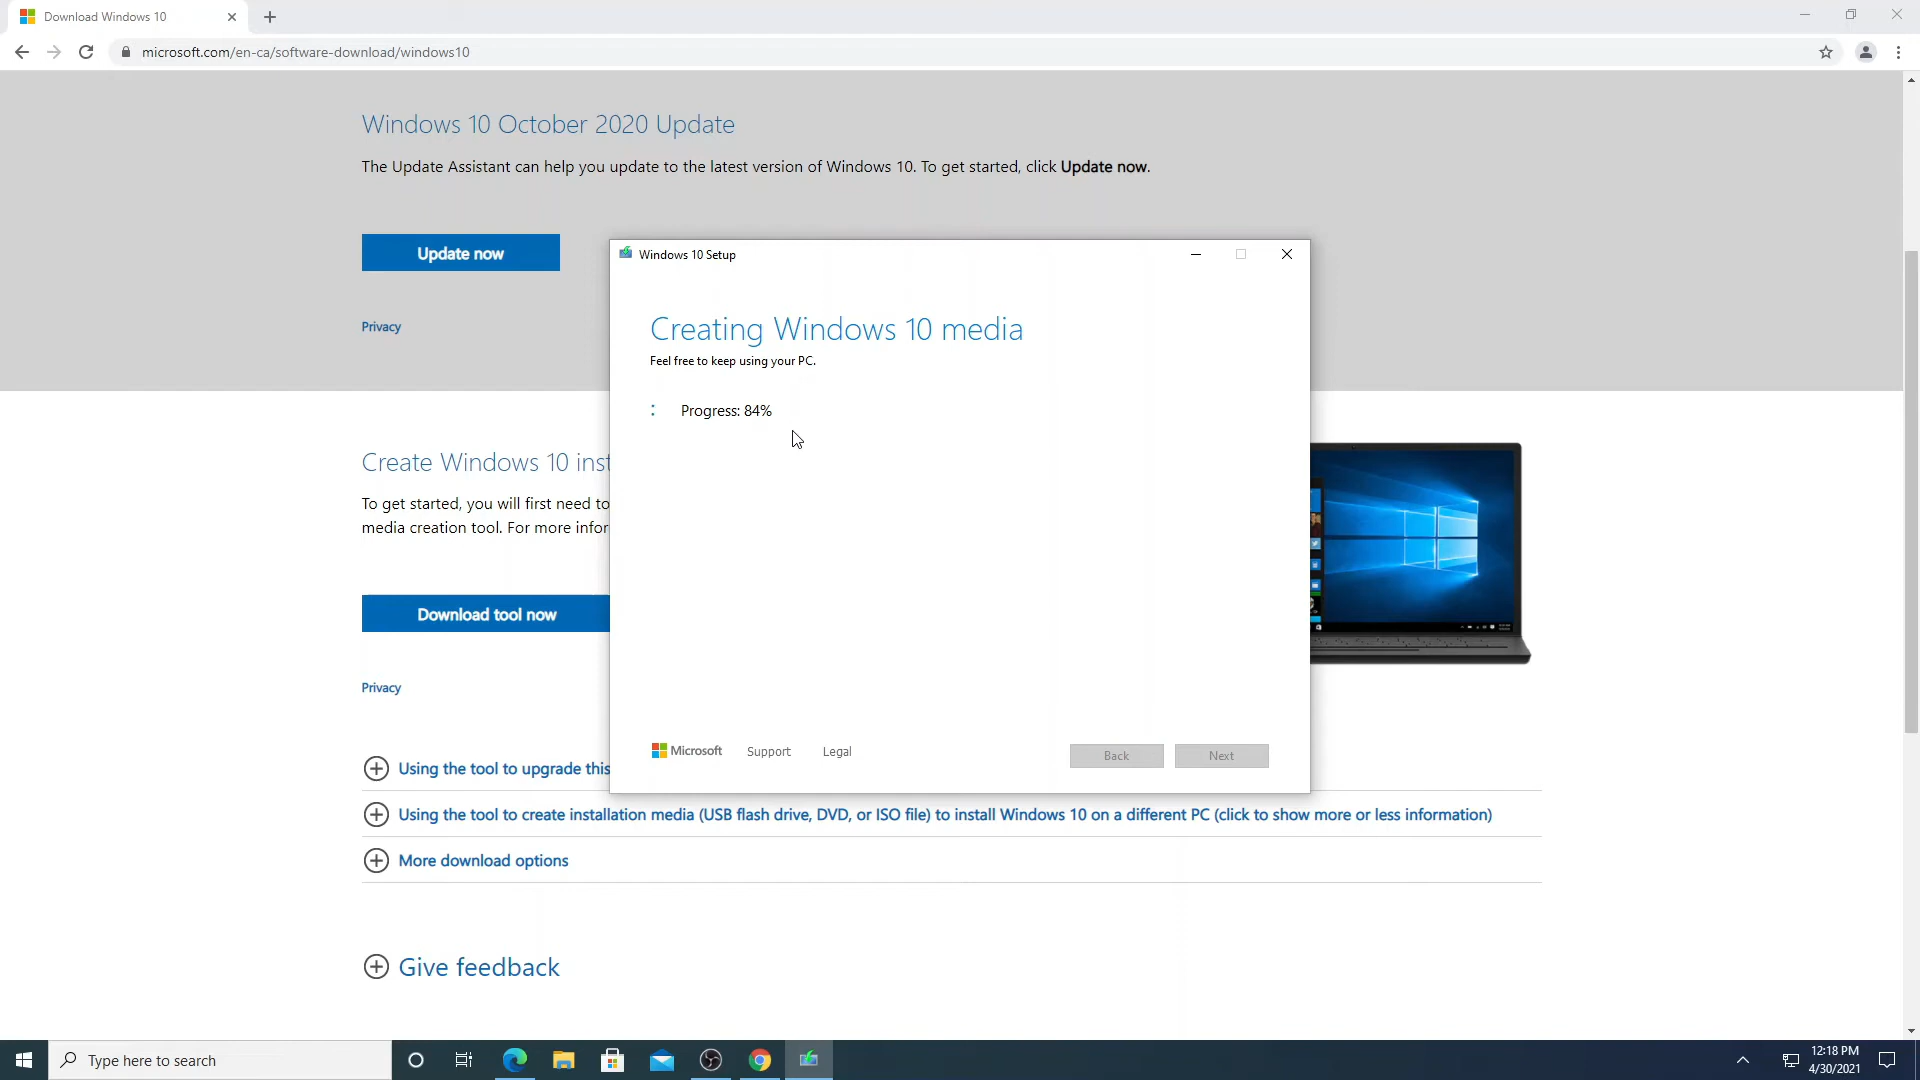 Download Windows 10
microsoft.com/en-ca/software-download/windows10
Windows 10 October 2020 Update
The Update Assistant can help you update to the latest version of Windows 10. To get started, click Update now.
Update now
Privacy
Windows 10 Setup
Creating Windows 10 media
Feel free to keep using your PC.
Progress: 84%
Microsoft
Support
Legal
Back
Next
Create Windows 10 inst
To get started, you will first need to
media creation tool. For more infor
Download tool now
Privacy
Using the tool to upgrade this
Using the tool to create installation media (USB flash drive, DVD, or ISO file) to install Windows 10 on a different PC (click to show more or less information)
More download options
Give feedback
Type here to search
12:18 PM
4/30/2021